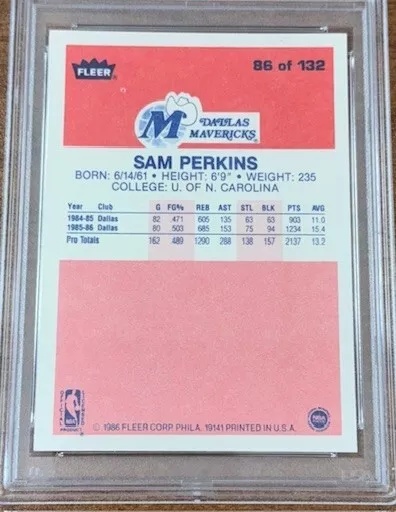 FLEER
86 of 132
M DALLAS
MAVERICKS
SAM PERKINS
BORN: 6/14/61 • HEIGHT: 6'9" • WEIGHT: 235
COLLEGE: U. OF N. CAROLINA
Year Club G FG% REB AST STL BLK PTS AVG
1984-85 Dallas 82 .471 605 135 63 63 903 11.0
1985-86 Dallas 80 .503 685 153 75 94 1234 15.4
Pro Totals 162 .489 1290 288 138 157 2137 13.2
NBA
PRODUCT
© 1986 FLEER CORP. PHILA. 19141 PRINTED IN U.S.A.